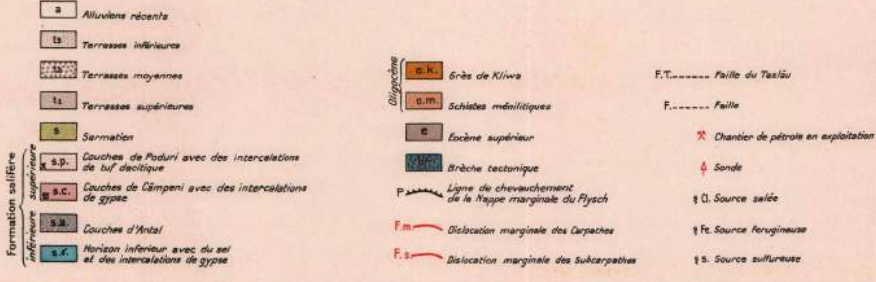 a Alluvions récents
t₃ Terrasses inférieures
t₂ Terrasses moyennes
t₁ Terrasses supérieures
s Sarmatien
Formation salifère
supérieure
s.p. Couches de Poduri avec des intercalations
de tuf dacitique
s.c. Couches de Câmpeni avec des intercalations
de gypse
inférieure
s.a. Couches d'Antal
s.i. Horizon inferieur avec du sel
et des intercalations de gypse
Oligocène
o.k. Grès de Kliwa
o.m. Schistes ménilitiques
e Eocène supérieur
Brèche tectonique
P Ligne de chevauchement
de la Nappe marginale du Flysch
F.m. Dislocation marginale des Carpathes
F.s. Dislocation marginale des Subcarpathes
F.T. Faille du Tazlău
F. Faille
Chantier de pétrole en exploitation
Sonde
Cl. Source salée
Fe. Source ferugineuse
S. Source sulfureuse